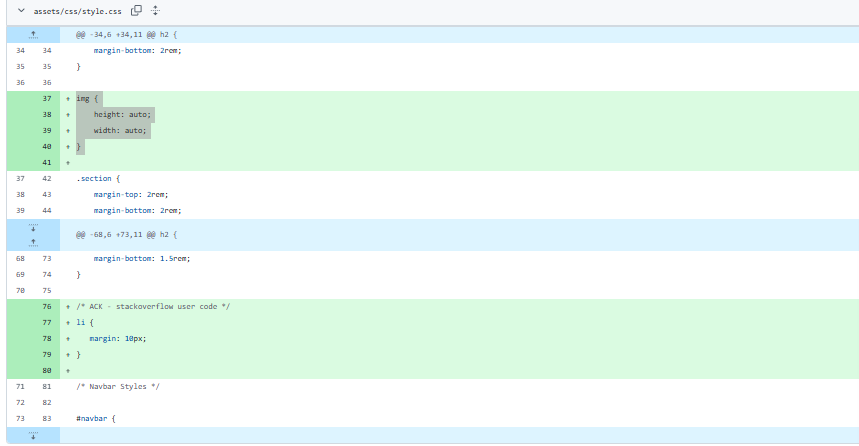 assets/css/style.css
@@ -34,6 +34,11 @@ h2 {
34 34 margin-bottom: 2rem;
35 35 }
36 36
37 + img {
38 + height: auto;
39 + width: auto;
40 + }
41 +
37 42 .section {
38 43 margin-top: 2rem;
39 44 margin-bottom: 2rem;
@@ -68,6 +73,11 @@ h2 {
68 73 margin-bottom: 1.5rem;
69 74 }
70 75
76 + /* ACK - stackoverflow user code */
77 + li {
78 + margin: 10px;
79 + }
80 +
71 81 /* Navbar Styles */
72 82
73 83 #navbar {